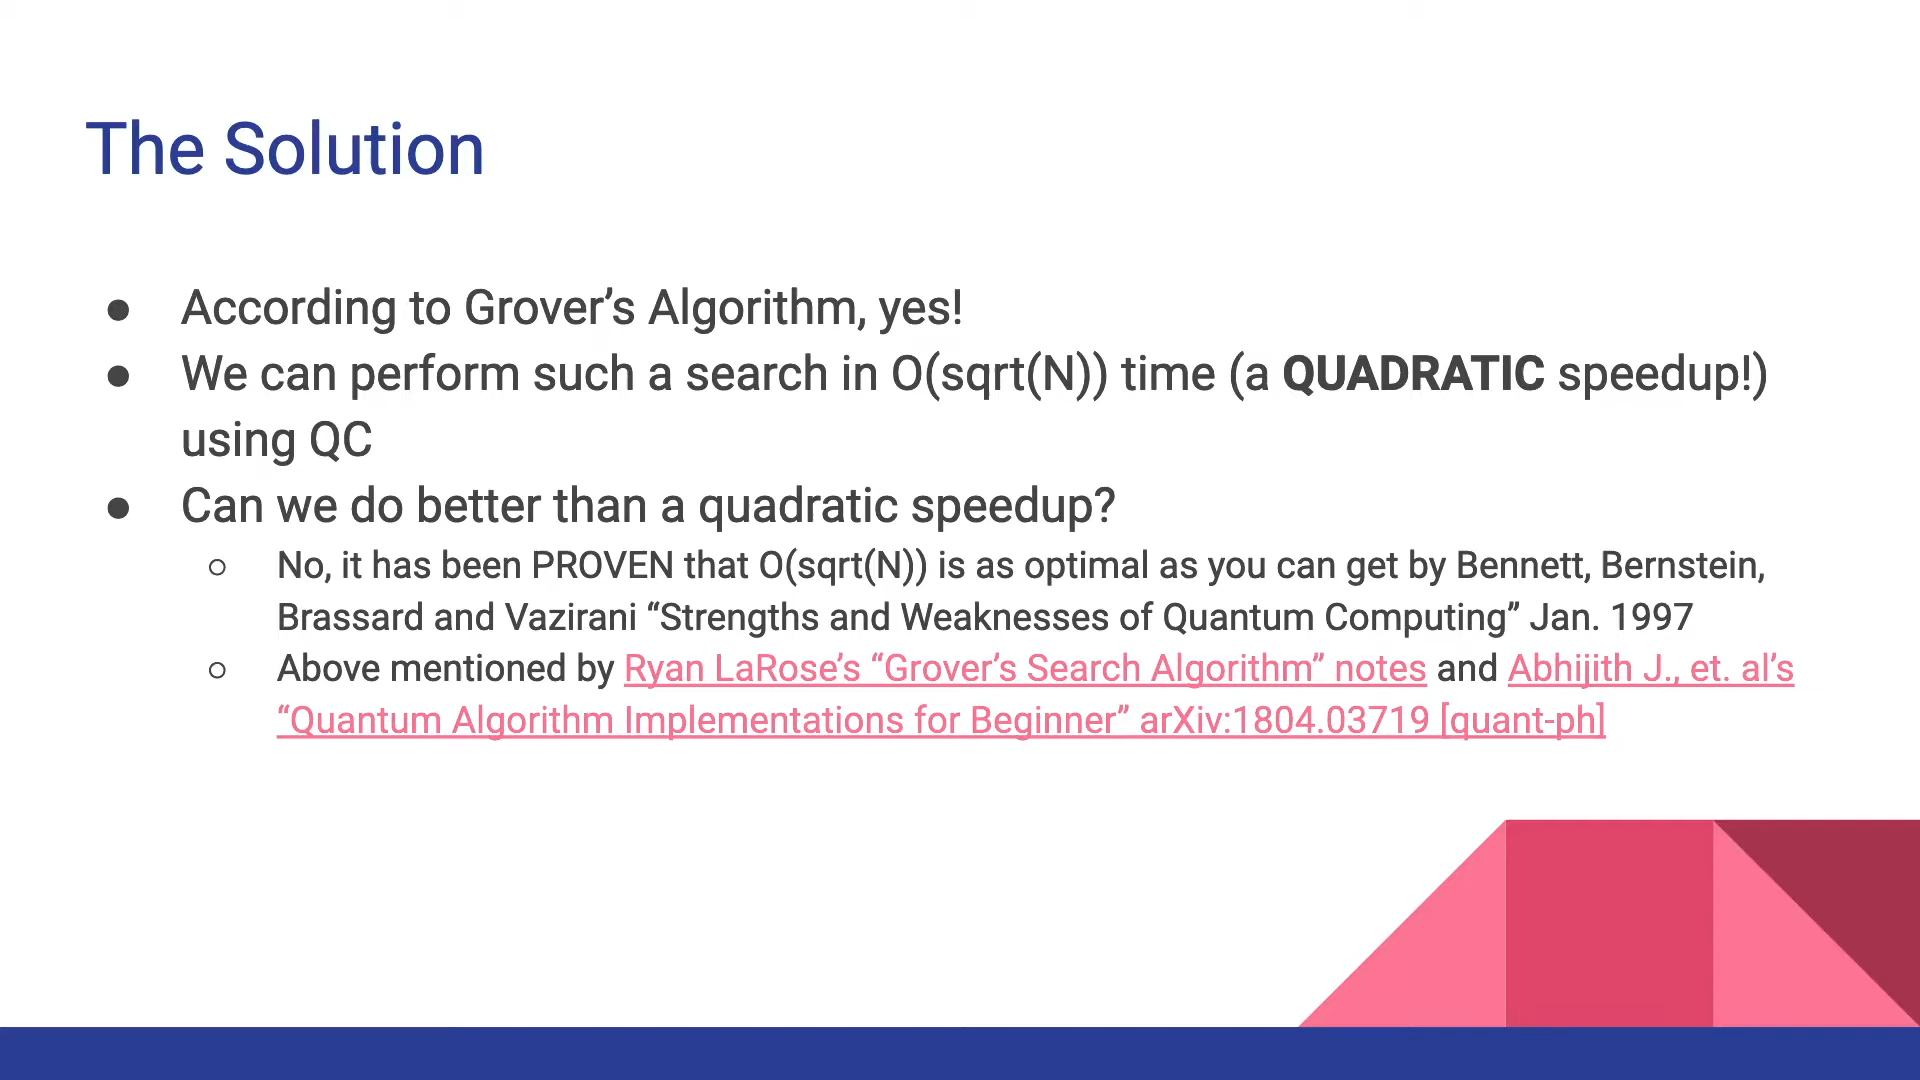 The Solution
● According to Grover’s Algorithm, yes!
● We can perform such a search in O(sqrt(N)) time (a QUADRATIC speedup!)
using QC
● Can we do better than a quadratic speedup?
○ No, it has been PROVEN that O(sqrt(N)) is as optimal as you can get by Bennett, Bernstein,
Brassard and Vazirani “Strengths and Weaknesses of Quantum Computing” Jan. 1997
○ Above mentioned by Ryan LaRose’s “Grover’s Search Algorithm” notes and Abhijith J., et. al’s
“Quantum Algorithm Implementations for Beginner” arXiv:1804.03719 [quant-ph]